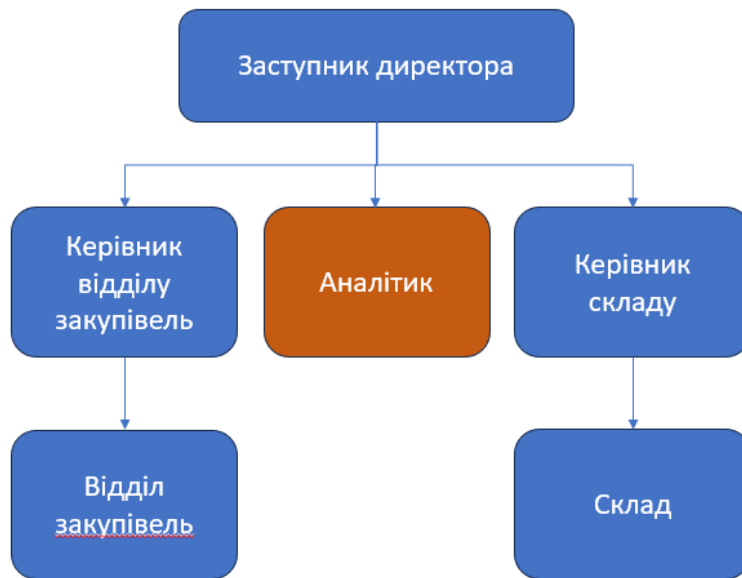 Заступник директора
Керівник
відділу
закупівель
Аналітик
Керівник
складу
Відділ
закупівель
Склад